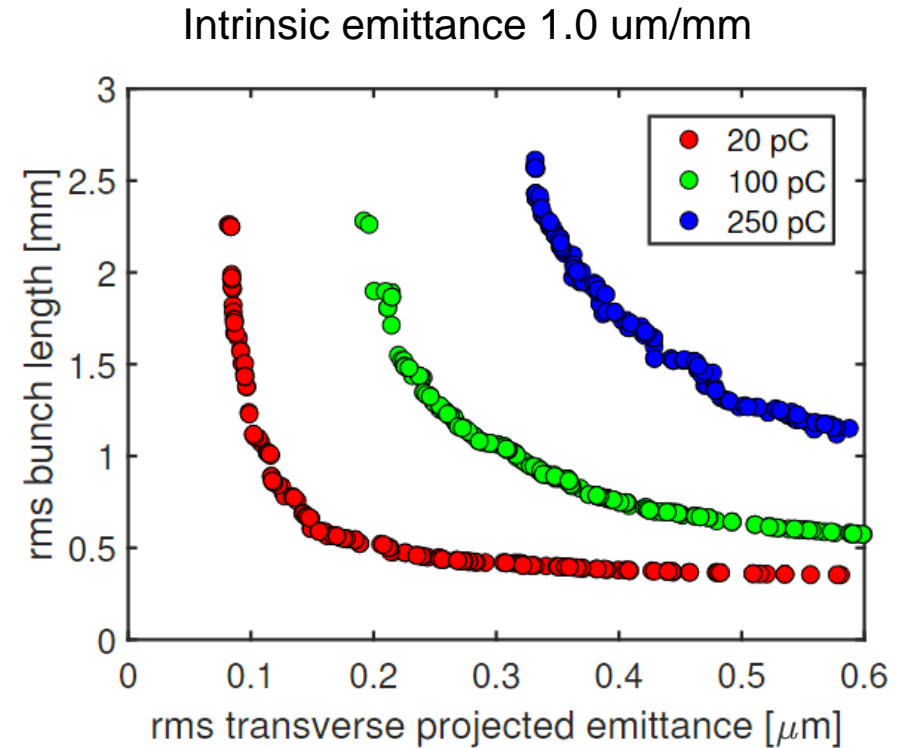 Intrinsic emittance 1.0 um/mm
3
2.5
2
1.5
1
0.5
0
rms bunch length [mm]
20 pC
100 pC
250 pC
0 0.1 0.2 0.3 0.4 0.5 0.6
rms transverse projected emittance [μm]